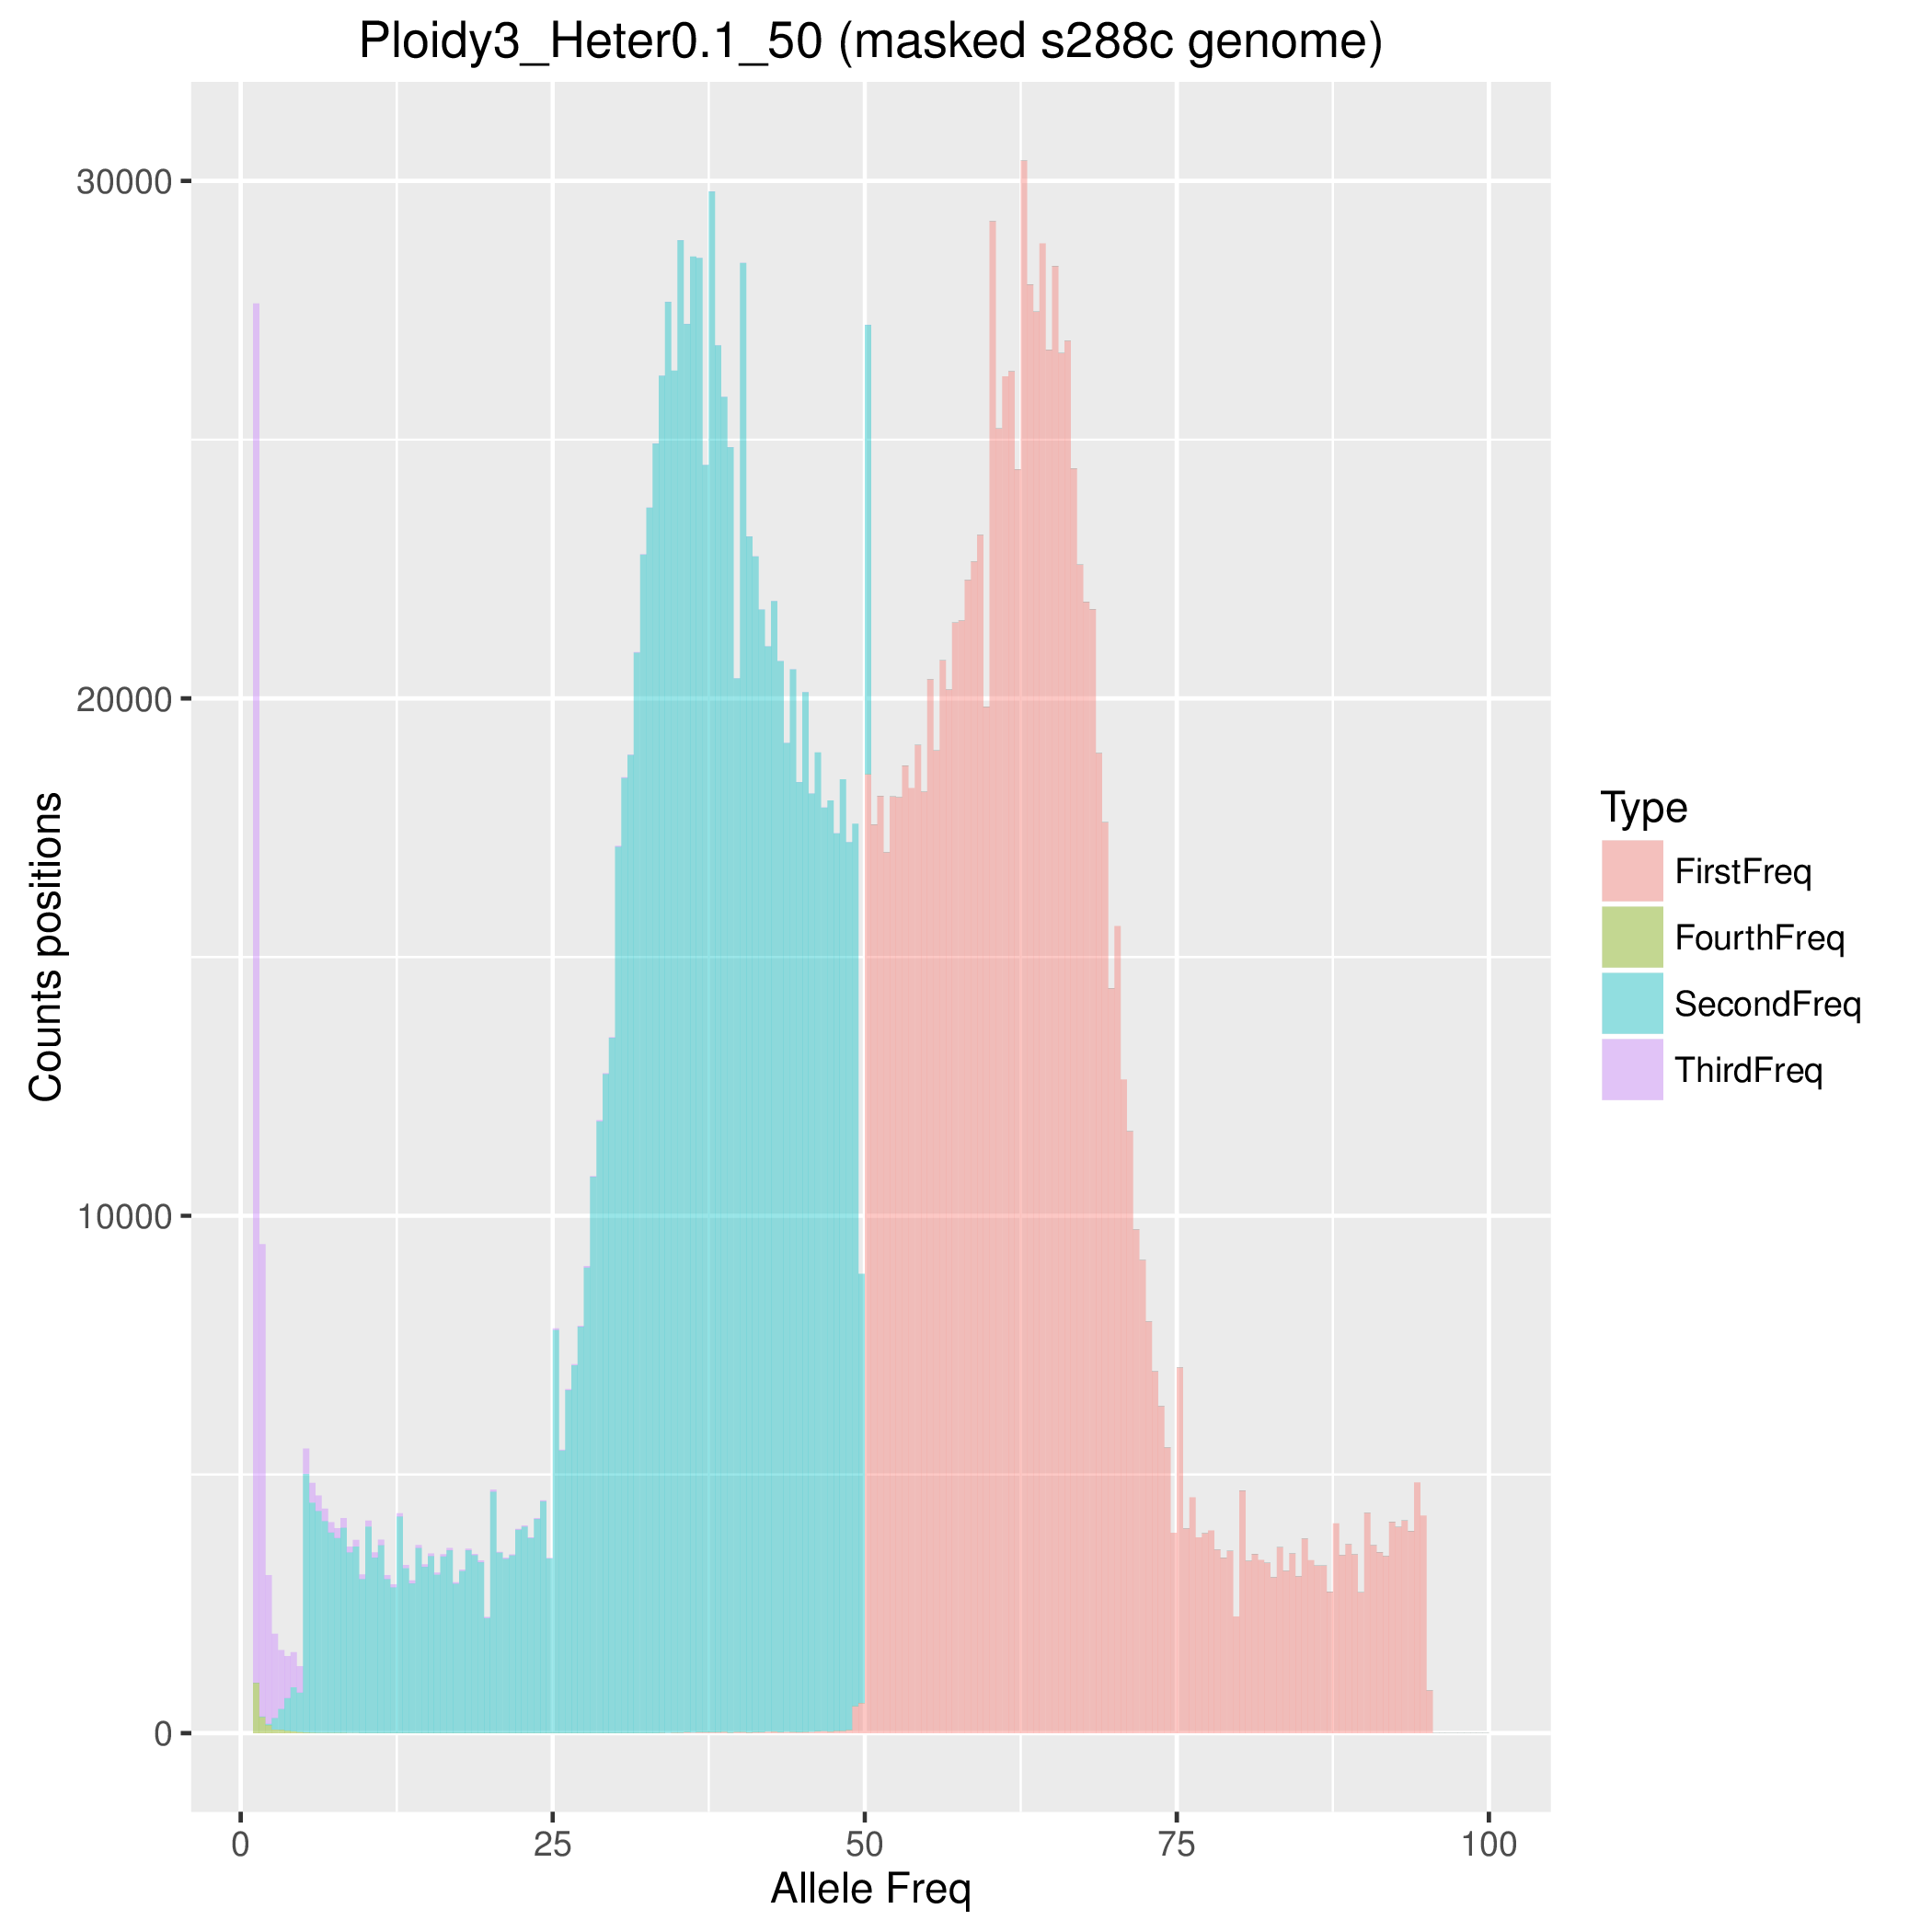 Ploidy3_Heter0.1_50 (masked s288c genome)
Counts positions
30000
20000
10000
0
0 25 50 75 100
Allele Freq
Type
FirstFreq
FourthFreq
SecondFreq
ThirdFreq